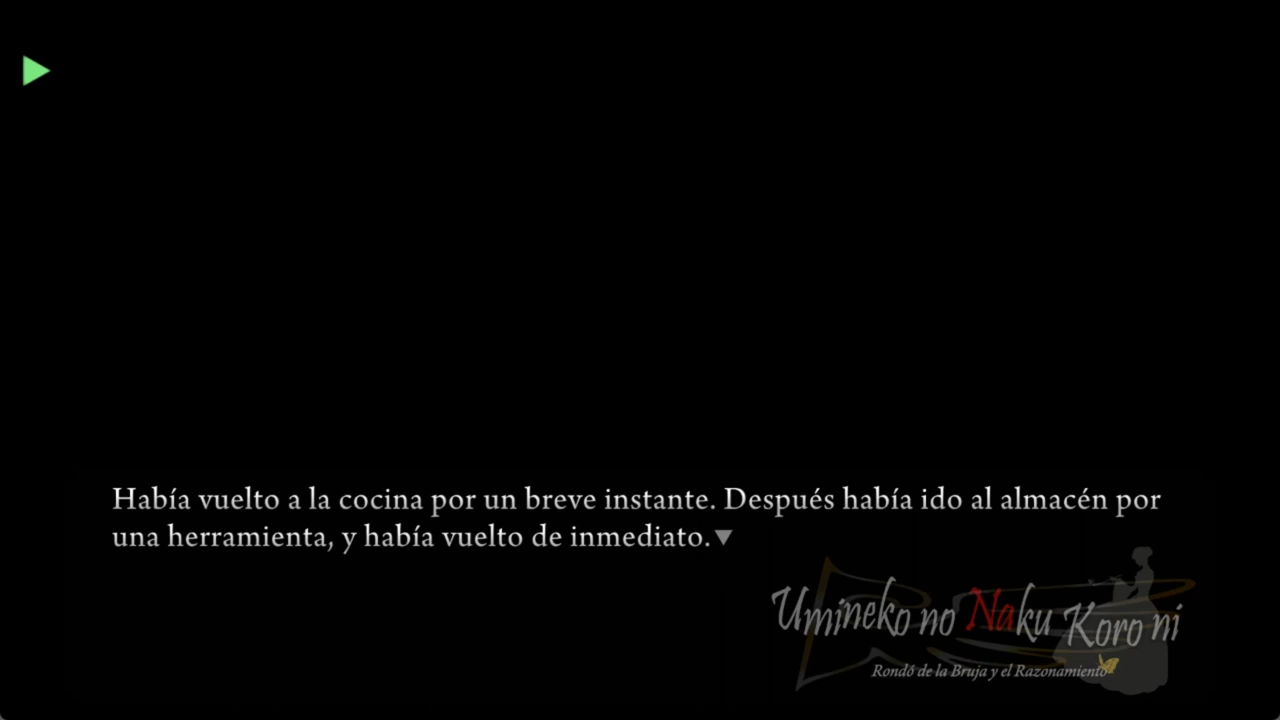 Había vuelto a la cocina por un breve instante. Después había ido al almacén por
una herramienta, y había vuelto de inmediato.
Umineko no Naku Koro ni
Rondó de la Bruja y el Razonamiento